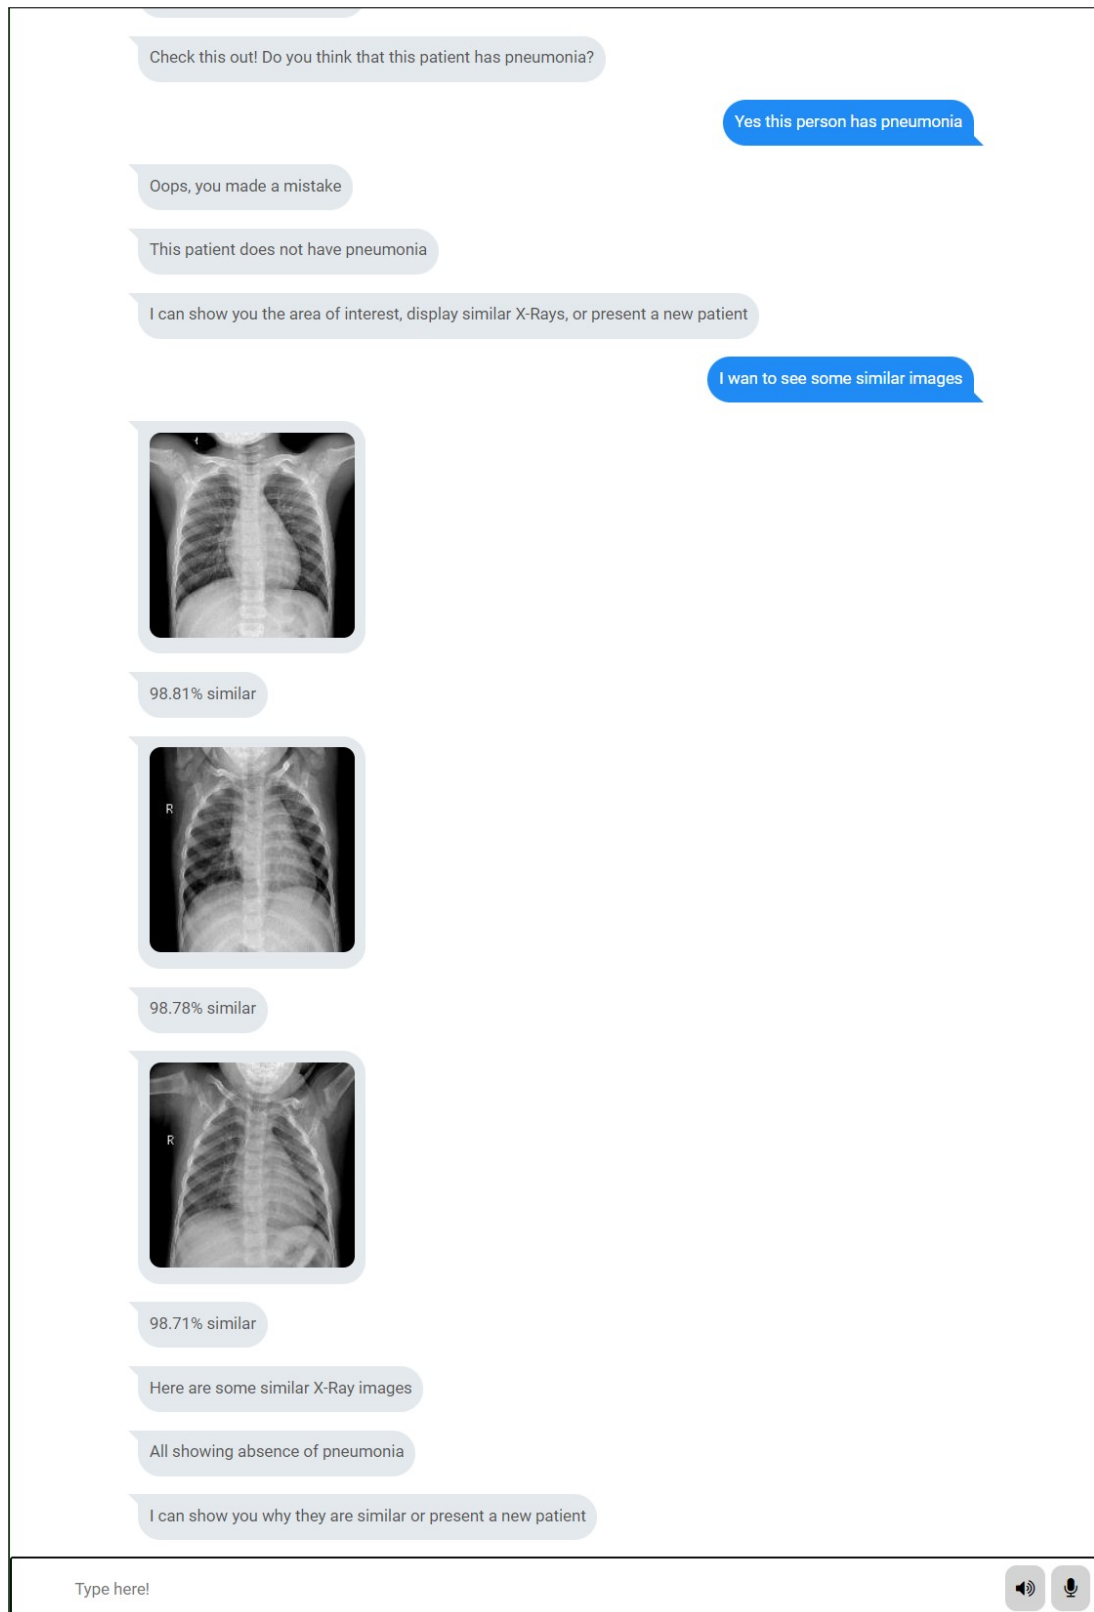 Check this out! Do you think that this patient has pneumonia?
Yes this person has pneumonia
Oops, you made a mistake
This patient does not have pneumonia
I can show you the area of interest, display similar X-Rays, or present a new patient
I wan to see some similar images
98.81% similar
R
98.78% similar
R
98.71% similar
Here are some similar X-Ray images
All showing absence of pneumonia
I can show you why they are similar or present a new patient
Type here!